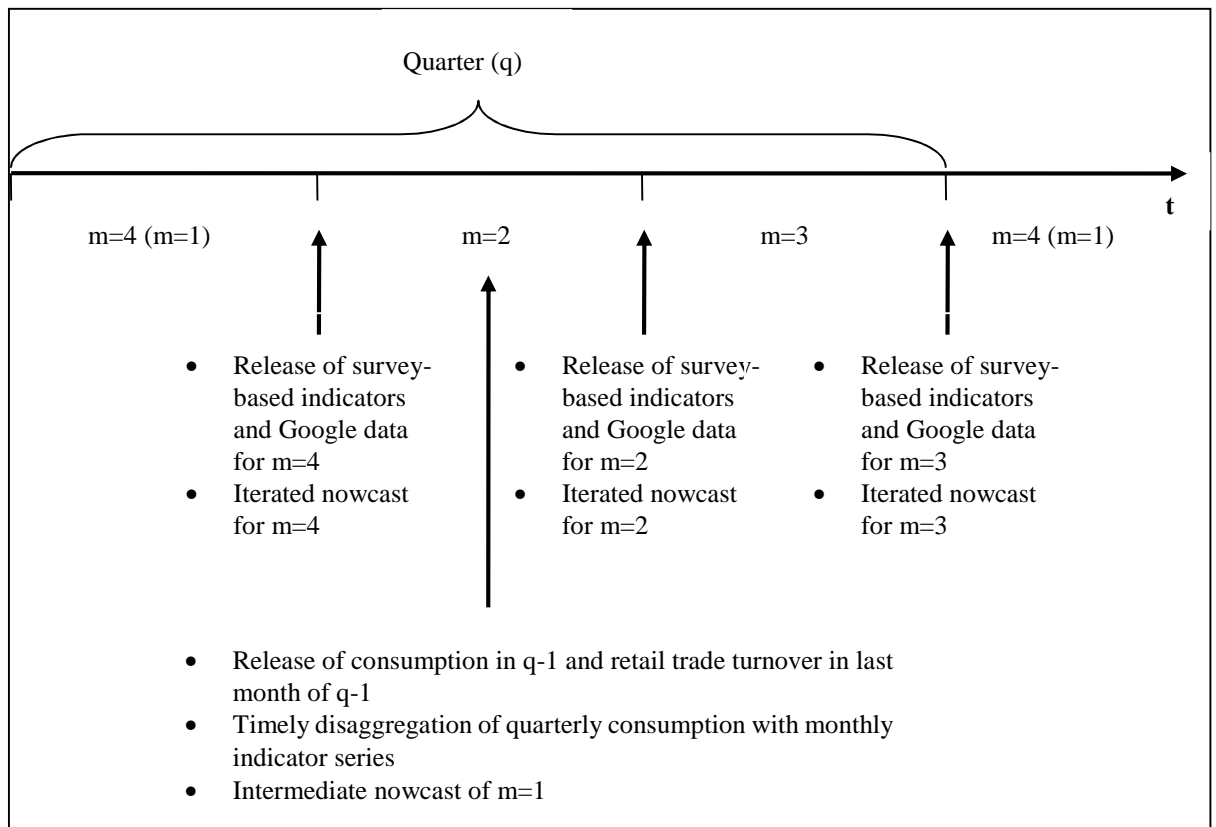 Quarter (q)
t
m=4 (m=1)
m=2
m=3
m=4 (m=1)
• Release of survey-
based indicators
and Google data
for m=4
• Iterated nowcast
for m=4
• Release of survey-
based indicators
and Google data
for m=2
• Iterated nowcast
for m=2
• Release of survey-
based indicators
and Google data
for m=3
• Iterated nowcast
for m=3
• Release of consumption in q-1 and retail trade turnover in last
month of q-1
• Timely disaggregation of quarterly consumption with monthly
indicator series
• Intermediate nowcast of m=1